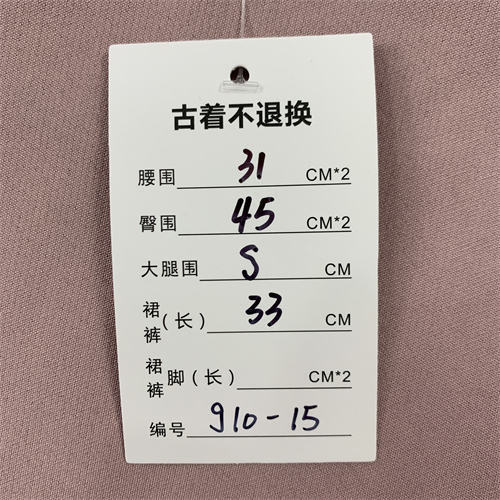 古着不退换
腰围 31 CM*2
臀围 45 CM*2
大腿围 S CM
裙裤(长) 33 CM
裙裤脚(长) CM*2
编号 910-15